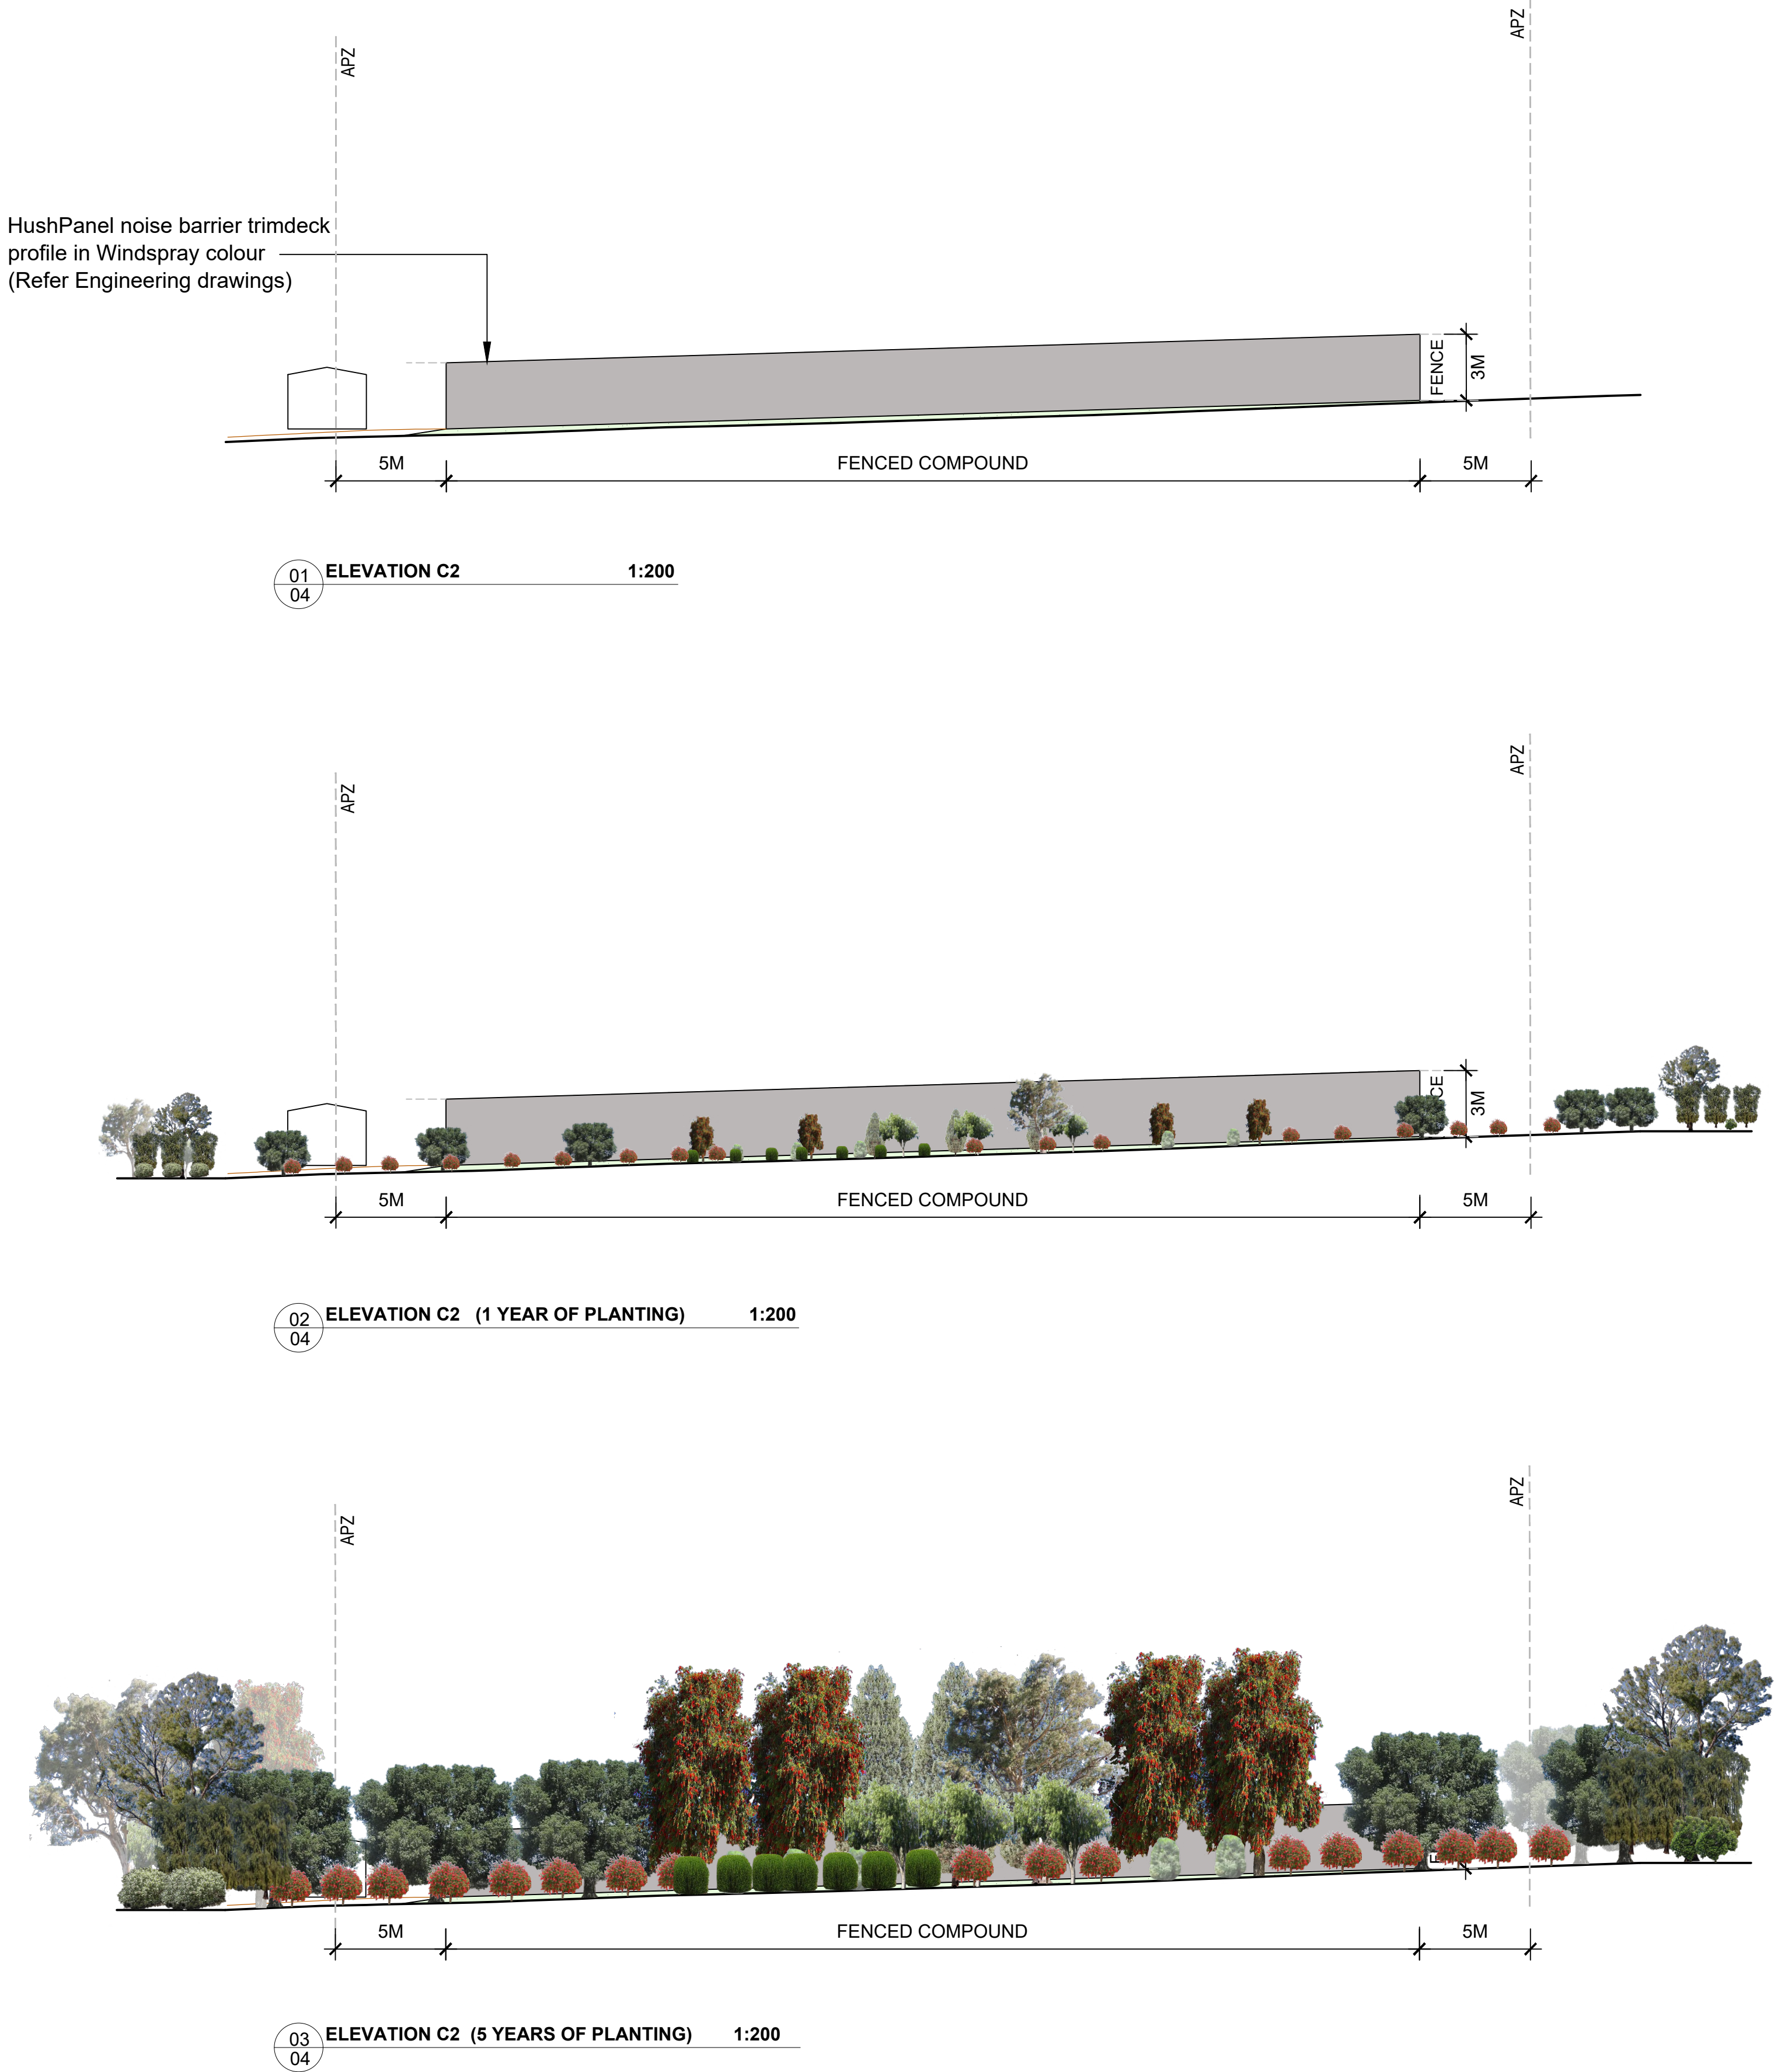 APZ
APZ
HushPanel noise barrier trimdeck
profile in Windspray colour
(Refer Engineering drawings)
FENCE
3M
5M
FENCED COMPOUND
5M
01
04
ELEVATION C2 1:200
APZ
APZ
CE
3M
5M
FENCED COMPOUND
5M
02
04
ELEVATION C2 (1 YEAR OF PLANTING) 1:200
APZ
APZ
5M
FENCED COMPOUND
5M
03
04
ELEVATION C2 (5 YEARS OF PLANTING) 1:200